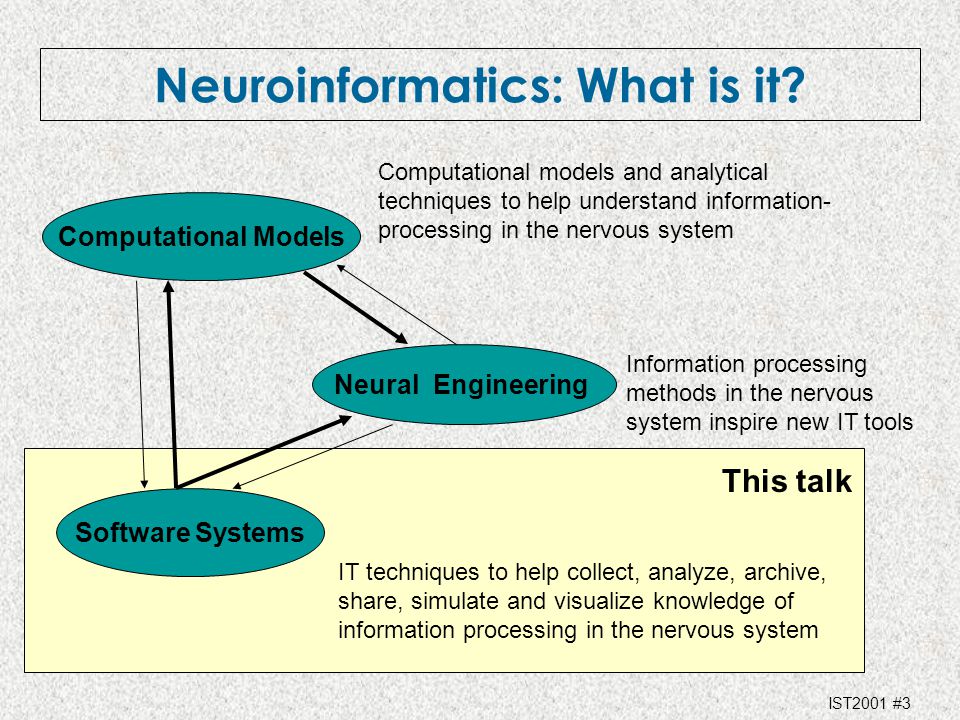 Neuroinformatics: What is it?
Computational models and analytical
techniques to help understand information-
processing in the nervous system
Computational Models
Neural Engineering
Information processing
methods in the nervous
system inspire new IT tools
This talk
Software Systems
IT techniques to help collect, analyze, archive,
share, simulate and visualize knowledge of
information processing in the nervous system
IST2001 #3